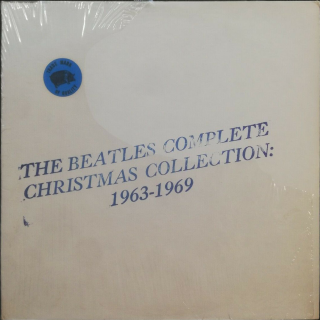 THE BEATLES COMPLETE
CHRISTMAS COLLECTION:
1963-1969